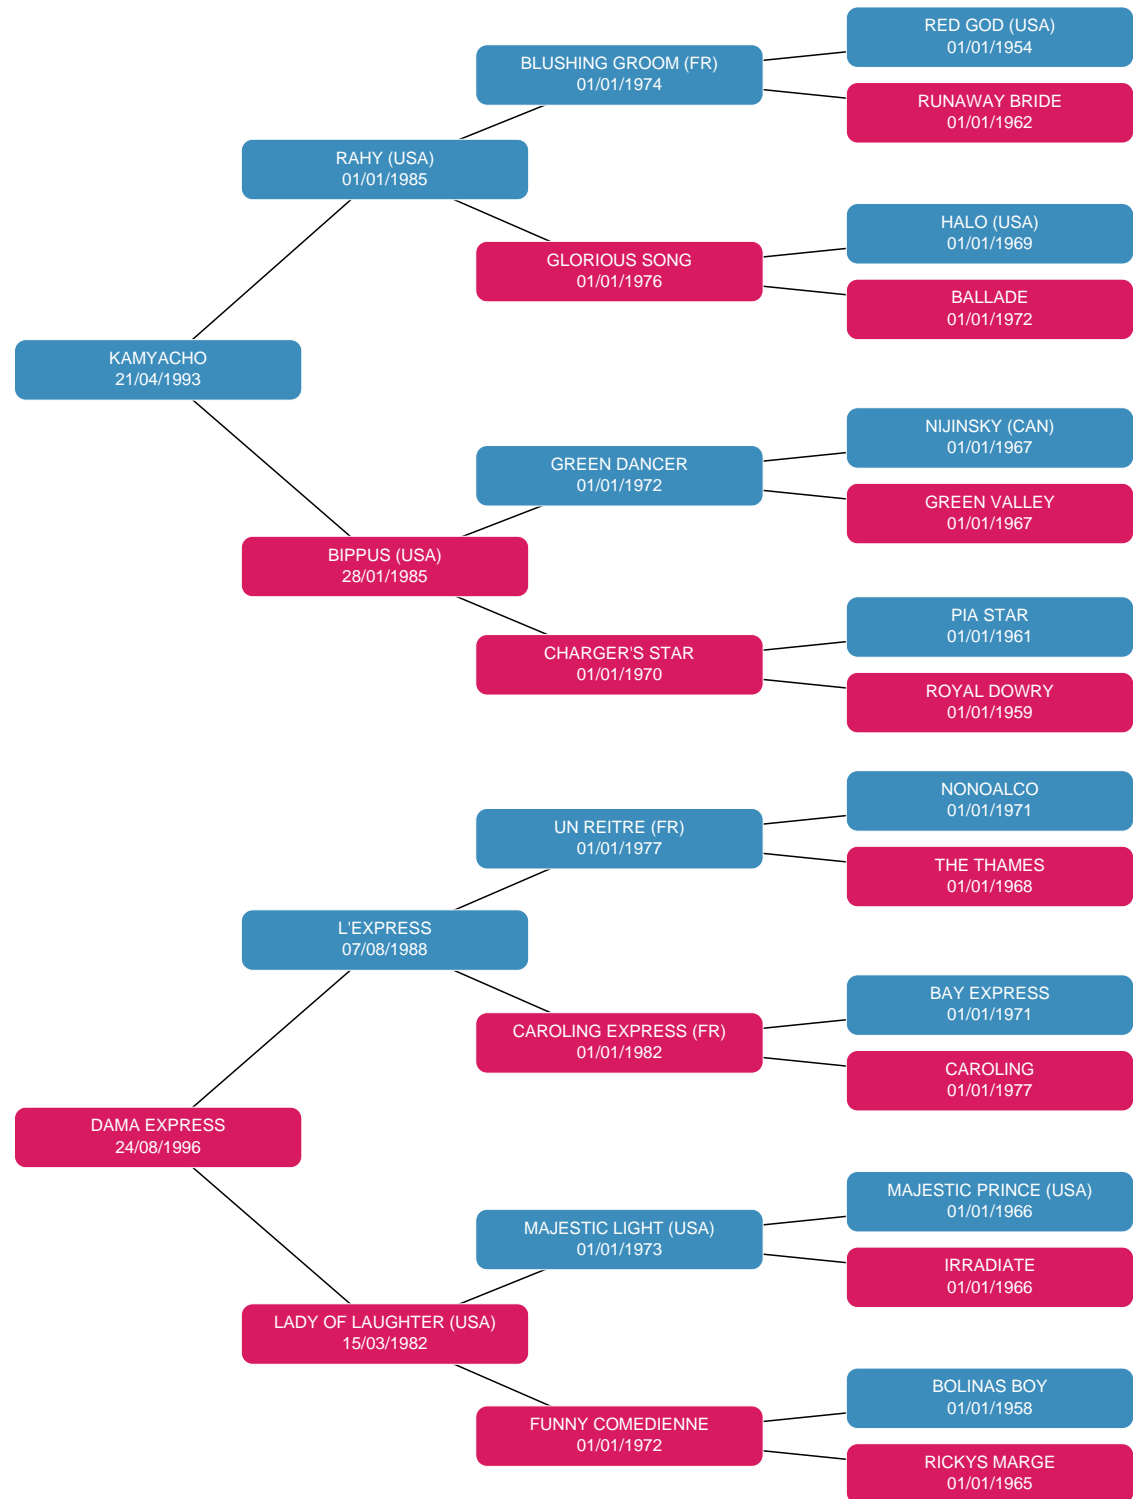 RED GOD (USA)
01/01/1954
BLUSHING GROOM (FR)
01/01/1974
RUNAWAY BRIDE
01/01/1962
RAHY (USA)
01/01/1985
HALO (USA)
01/01/1969
GLORIOUS SONG
01/01/1976
BALLADE
01/01/1972
KAMYACHO
21/04/1993
NIJINSKY (CAN)
01/01/1967
GREEN DANCER
01/01/1972
GREEN VALLEY
01/01/1967
BIPPUS (USA)
28/01/1985
PIA STAR
01/01/1961
CHARGER'S STAR
01/01/1970
ROYAL DOWRY
01/01/1959
NONOALCO
01/01/1971
UN REITRE (FR)
01/01/1977
THE THAMES
01/01/1968
L'EXPRESS
07/08/1988
BAY EXPRESS
01/01/1971
CAROLING EXPRESS (FR)
01/01/1982
CAROLING
01/01/1977
DAMA EXPRESS
24/08/1996
MAJESTIC PRINCE (USA)
01/01/1966
MAJESTIC LIGHT (USA)
01/01/1973
IRRADIATE
01/01/1966
LADY OF LAUGHTER (USA)
15/03/1982
BOLINAS BOY
01/01/1958
FUNNY COMEDIENNE
01/01/1972
RICKYS MARGE
01/01/1965